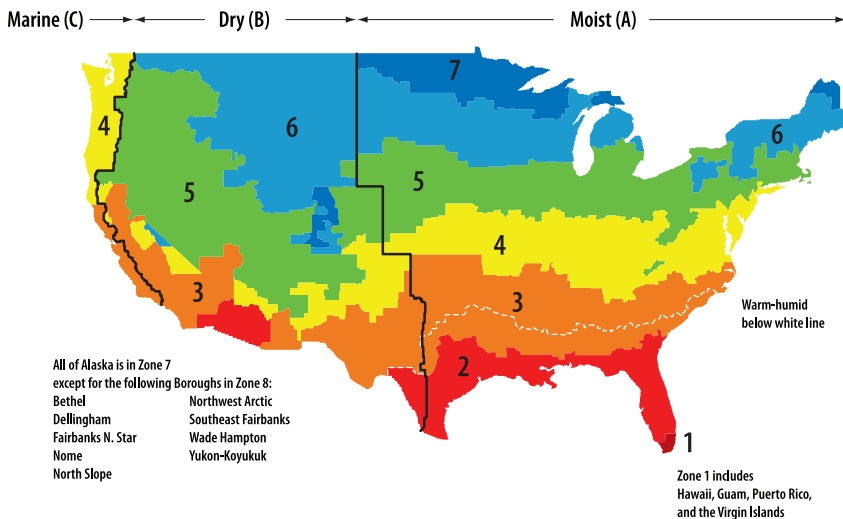 Marine (C)
Dry (B)
Moist (A)
7
6
6
4
5
5
4
3
3
Warm-humid
below white line
2
All of Alaska is in Zone 7
except for the following Boroughs in Zone 8:
Bethel
Dellingham
Fairbanks N. Star
Nome
North Slope
Northwest Arctic
Southeast Fairbanks
Wade Hampton
Yukon-Koyukuk
1
Zone 1 includes
Hawaii, Guam, Puerto Rico,
and the Virgin Islands